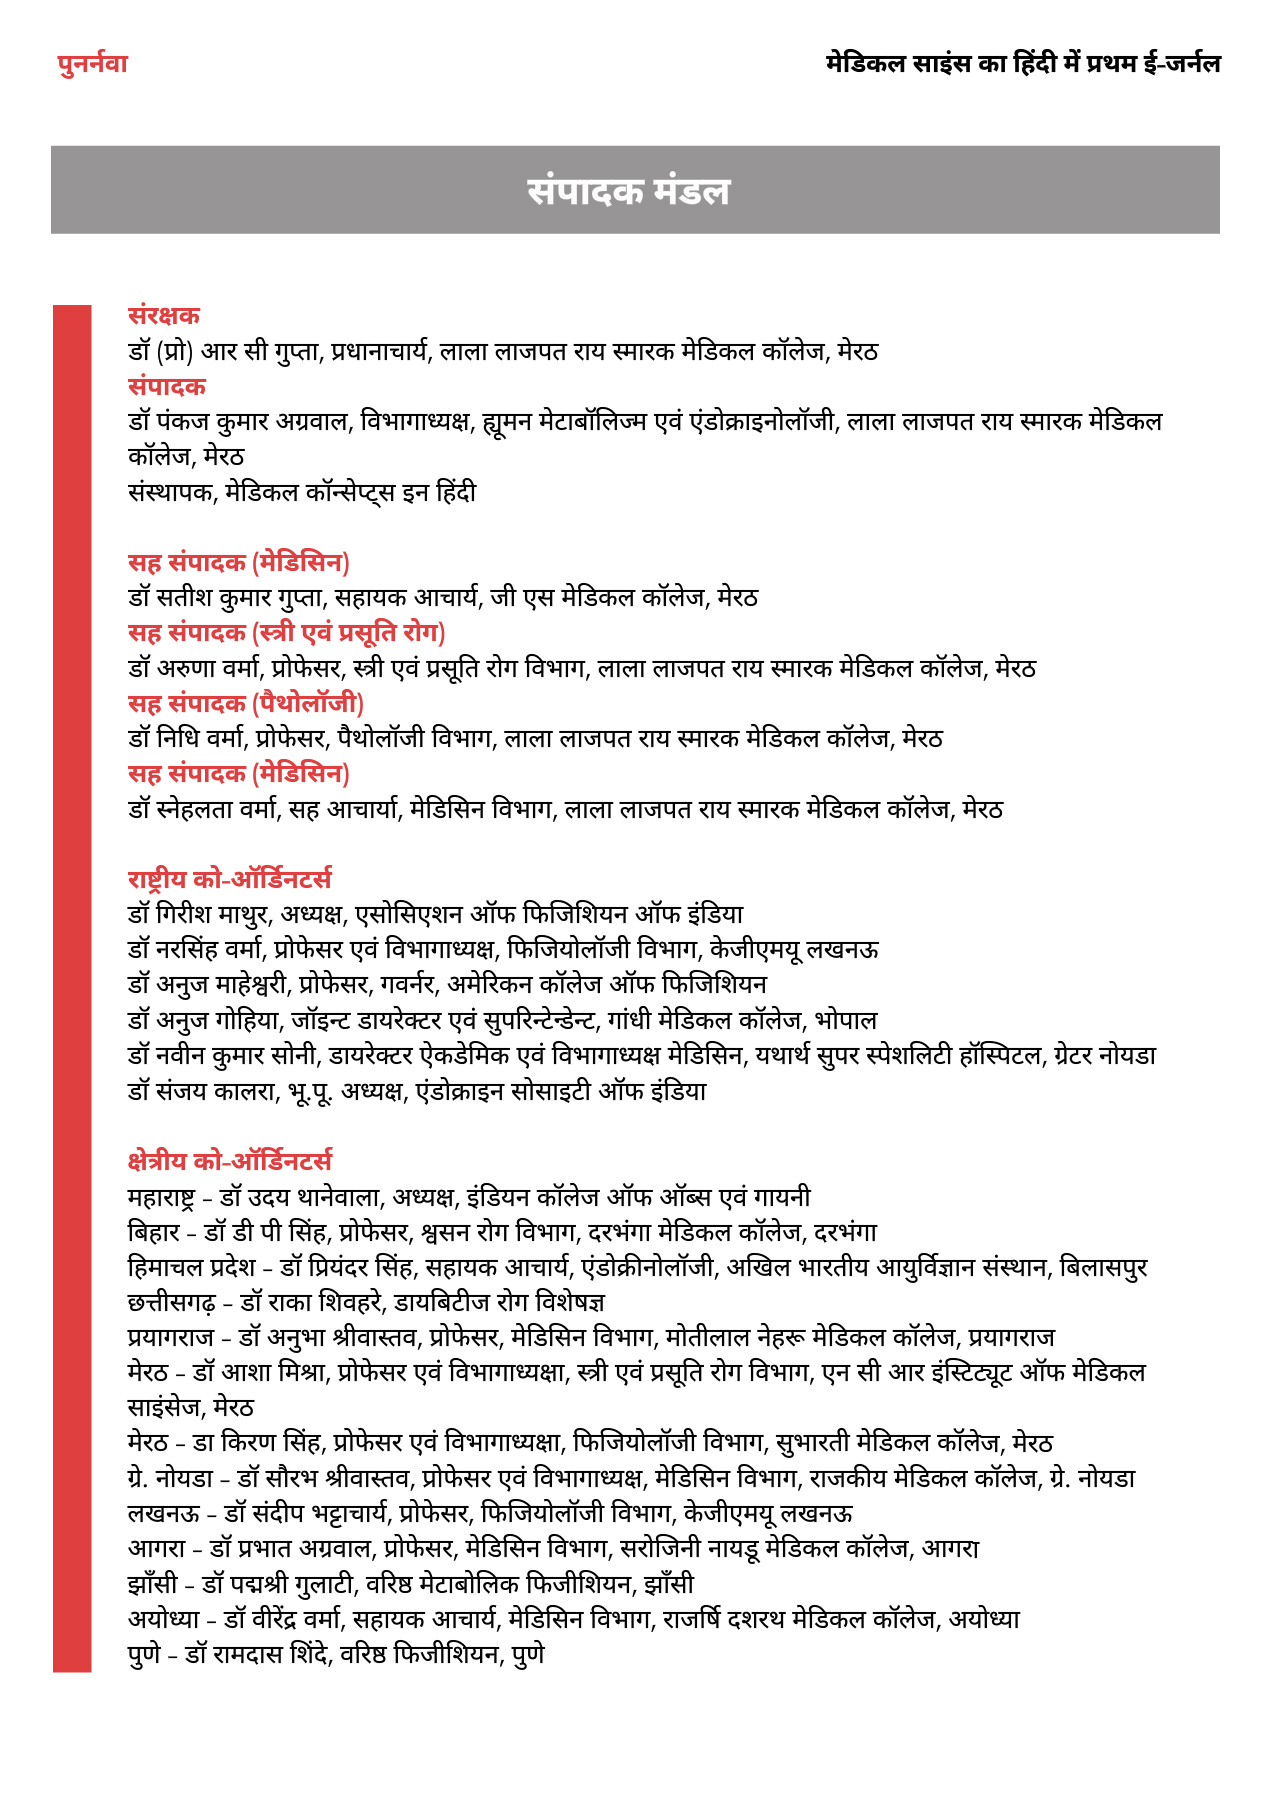 पुनर्नवा
मेडिकल साइंस का हिंदी में प्रथम ई-जर्नल
संपादक मंडल
संरक्षक
डॉ (प्रो) आर सी गुप्ता, प्रधानाचार्य, लाला लाजपत राय स्मारक मेडिकल कॉलेज, मेरठ
संपादक
डॉ पंकज कुमार अग्रवाल, विभागाध्यक्ष, ह्यूमन मेटाबॉलिज्म एवं एंडोक्राइनोलॉजी, लाला लाजपत राय स्मारक मेडिकल
कॉलेज, मेरठ
संस्थापक, मेडिकल कॉन्सेप्ट्स इन हिंदी
सह संपादक (मेडिसिन)
डॉ सतीश कुमार गुप्ता, सहायक आचार्य, जी एस मेडिकल कॉलेज, मेरठ
सह संपादक (स्त्री एवं प्रसूति रोग)
डॉ अरुणा वर्मा, प्रोफेसर, स्त्री एवं प्रसूति रोग विभाग, लाला लाजपत राय स्मारक मेडिकल कॉलेज, मेरठ
सह संपादक (पैथोलॉजी)
डॉ निधि वर्मा, प्रोफेसर, पैथोलॉजी विभाग, लाला लाजपत राय स्मारक मेडिकल कॉलेज, मेरठ
सह संपादक (मेडिसिन)
डॉ स्नेहलता वर्मा, सह आचार्या, मेडिसिन विभाग, लाला लाजपत राय स्मारक मेडिकल कॉलेज, मेरठ
राष्ट्रीय को-ऑर्डिनटर्स
डॉ गिरीश माथुर, अध्यक्ष, एसोसिएशन ऑफ फिजिशियन ऑफ इंडिया
डॉ नरसिंह वर्मा, प्रोफेसर एवं विभागाध्यक्ष, फिजियोलॉजी विभाग, केजीएमयू लखनऊ
डॉ अनुज माहेश्वरी, प्रोफेसर, गवर्नर, अमेरिकन कॉलेज ऑफ फिजिशियन
डॉ अनुज गोहिया, जॉइन्ट डायरेक्टर एवं सुपरिन्टेन्डेन्ट, गांधी मेडिकल कॉलेज, भोपाल
डॉ नवीन कुमार सोनी, डायरेक्टर ऐकडेमिक एवं विभागाध्यक्ष मेडिसिन, यथार्थ सुपर स्पेशलिटी हॉस्पिटल, ग्रेटर नोयडा
डॉ संजय कालरा, भू.पू. अध्यक्ष, एंडोक्राइन सोसाइटी ऑफ इंडिया
क्षेत्रीय को-ऑर्डिनटर्स
महाराष्ट्र – डॉ उदय थानेवाला, अध्यक्ष, इंडियन कॉलेज ऑफ ऑब्स एवं गायनी
बिहार – डॉ डी पी सिंह, प्रोफेसर, श्वसन रोग विभाग, दरभंगा मेडिकल कॉलेज, दरभंगा
हिमाचल प्रदेश – डॉ प्रियंदर सिंह, सहायक आचार्य, एंडोक्रीनोलॉजी, अखिल भारतीय आयुर्विज्ञान संस्थान, बिलासपुर
छत्तीसगढ़ – डॉ राका शिवहरे, डायबिटीज रोग विशेषज्ञ
प्रयागराज – डॉ अनुभा श्रीवास्तव, प्रोफेसर, मेडिसिन विभाग, मोतीलाल नेहरू मेडिकल कॉलेज, प्रयागराज
मेरठ – डॉ आशा मिश्रा, प्रोफेसर एवं विभागाध्यक्षा, स्त्री एवं प्रसूति रोग विभाग, एन सी आर इंस्टिट्यूट ऑफ मेडिकल
साइंसेज, मेरठ
मेरठ – डा किरण सिंह, प्रोफेसर एवं विभागाध्यक्षा, फिजियोलॉजी विभाग, सुभारती मेडिकल कॉलेज, मेरठ
ग्रे. नोयडा – डॉ सौरभ श्रीवास्तव, प्रोफेसर एवं विभागाध्यक्ष, मेडिसिन विभाग, राजकीय मेडिकल कॉलेज, ग्रे. नोयडा
लखनऊ – डॉ संदीप भट्टाचार्य, प्रोफेसर, फिजियोलॉजी विभाग, केजीएमयू लखनऊ
आगरा – डॉ प्रभात अग्रवाल, प्रोफेसर, मेडिसिन विभाग, सरोजिनी नायडू मेडिकल कॉलेज, आगरा
झाँसी – डॉ पद्मश्री गुलाटी, वरिष्ठ मेटाबोलिक फिजीशियन, झाँसी
अयोध्या – डॉ वीरेंद्र वर्मा, सहायक आचार्य, मेडिसिन विभाग, राजर्षि दशरथ मेडिकल कॉलेज, अयोध्या
पुणे – डॉ रामदास शिंदे, वरिष्ठ फिजीशियन, पुणे